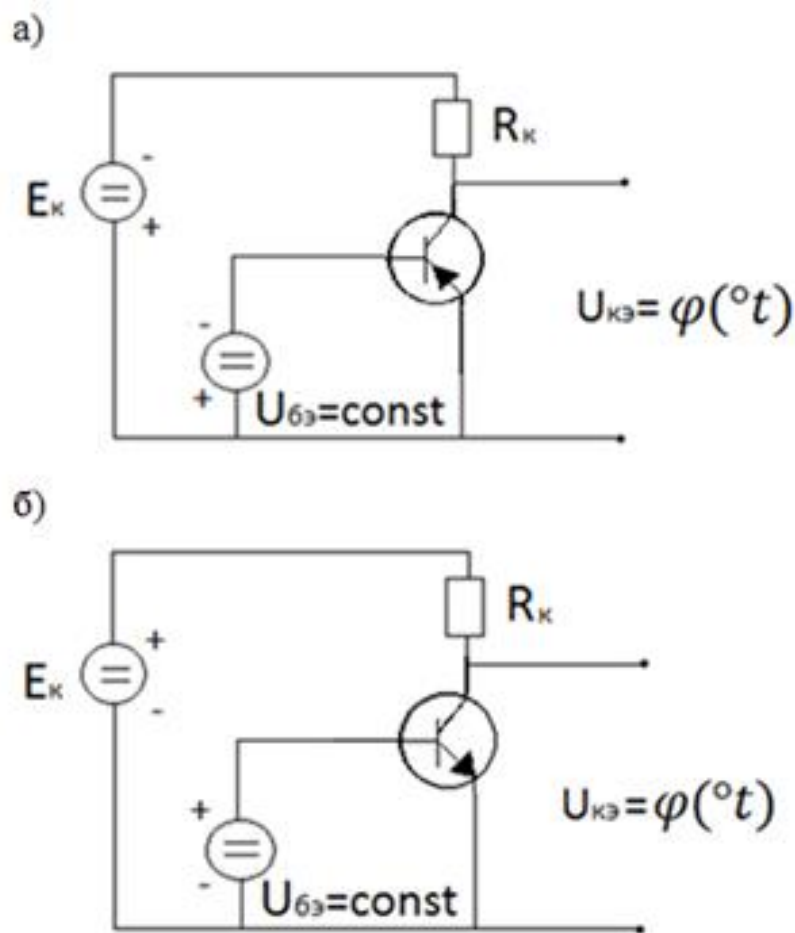 а)
Rк
-
Eк
+
-
Uкэ= φ(°t)
+
Uбэ=const
б)
Rк
+
Eк
-
+
Uкэ=φ(°t)
-
Uбэ=const